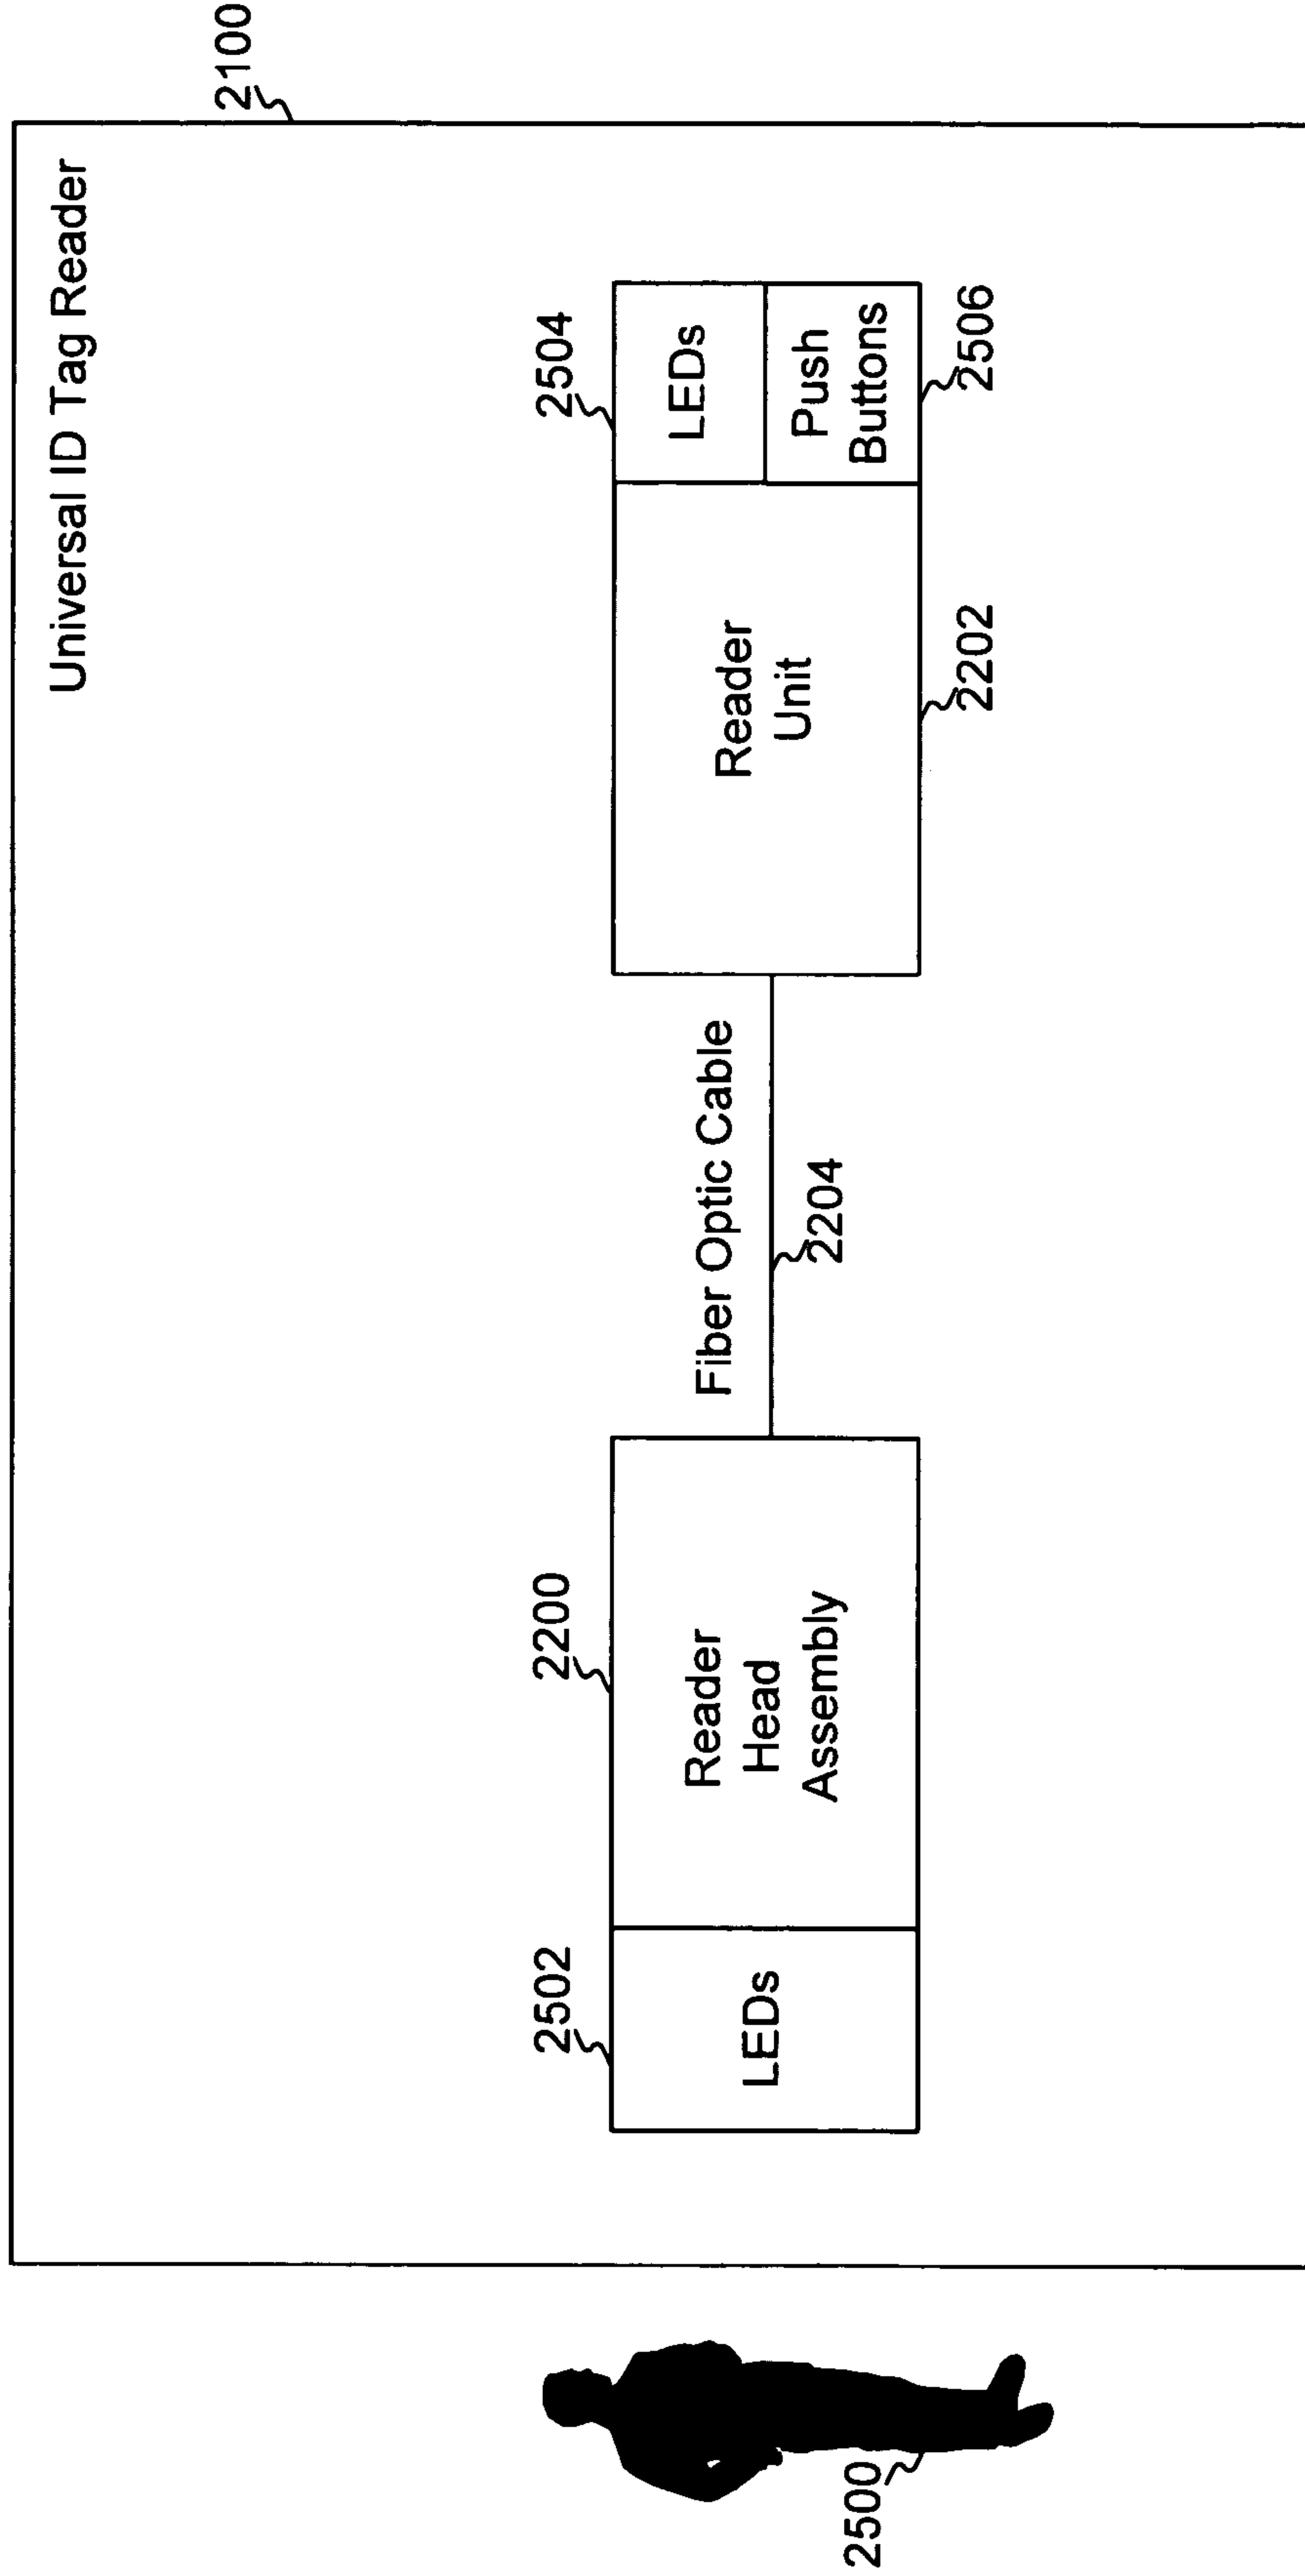 2100
Universal ID Tag Reader
2502
2200
2504
LEDs
Reader
Head
Assembly
Fiber Optic Cable
2204
Reader
Unit
LEDs
Push
Buttons
2202
2506
2500